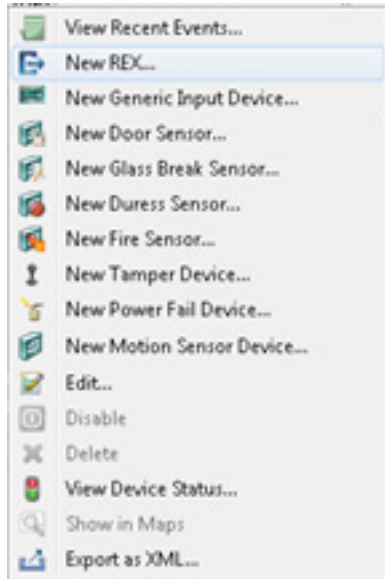 View Recent Events...
New REX...
New Generic Input Device...
New Door Sensor...
New Glass Break Sensor...
New Duress Sensor...
New Fire Sensor...
New Tamper Device...
New Power Fail Device...
New Motion Sensor Device...
Edit...
Disable
Delete
View Device Status...
Show in Maps
Export as XML...